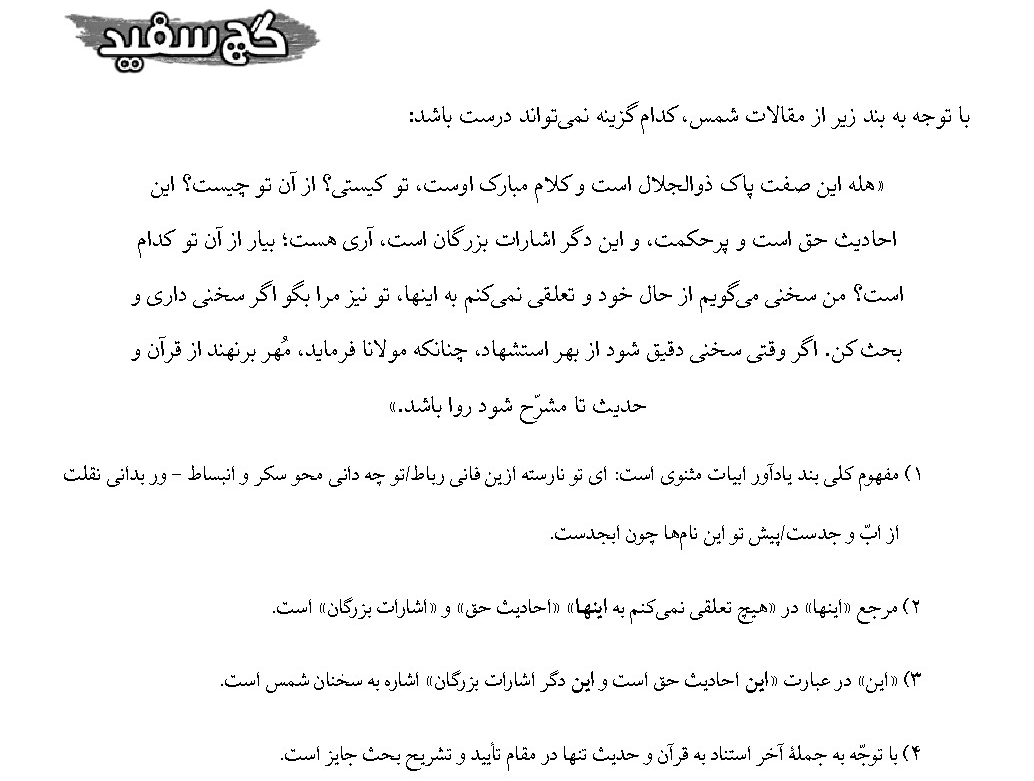 گچ سفید
با توجه به بند زیر از مقالات شمس، کدام گزینه نمی‌تواند درست باشد:
«هله این صفت پاک ذوالجلال است و کلام مبارک اوست، تو کیستی؟ از آن تو چیست؟ این
احادیث حق است و پرحکمت، و این دگر اشارات بزرگان است، آری هست؛ بیار از آن تو کدام
است؟ من سخنی می‌گویم از حال خود و تعلقی نمی‌کنم به اینها، تو نیز مرا بگو اگر سخنی داری و
بحث کن. اگر وقتی سخنی دقیق شود از بهر استشهاد، چنانکه مولانا فرماید، مُهر برنهند از قرآن و
حدیث تا مشرّح شود روا باشد.»
۱) مفهوم کلی بند یادآور ابیات مثنوی است: ای تو نارسته ازین فانی رباط/تو چه دانی محو سکر و انبساط – ور بدانی نقلت
از ابّ و جدست/پیش تو این نام‌ها چون ابجدست.
۲) مرجع «اینها» در «هیچ تعلقی نمی‌کنم به اینها» «احادیث حق» و «اشارات بزرگان» است.
۳) «این» در عبارت «این احادیث حق است و این دگر اشارات بزرگان» اشاره به سخنان شمس است.
۴) با توجّه به جملهٔ آخر استناد به قرآن و حدیث تنها در مقام تأیید و تشریح بحث جایز است.